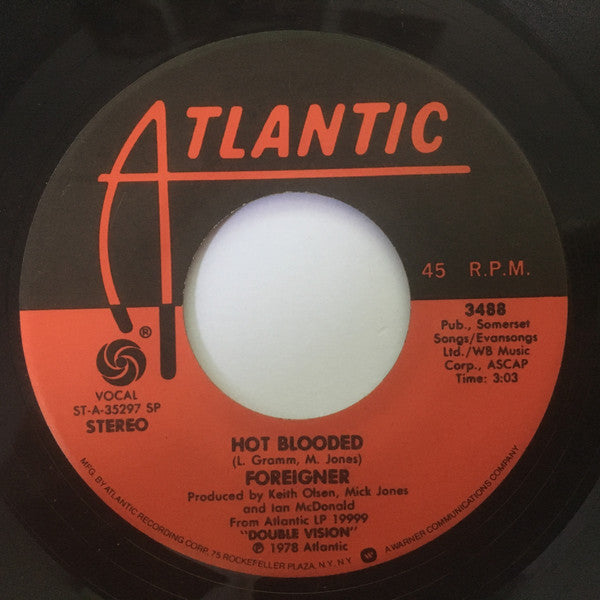 ATLANTIC
45 R.P.M.
®
VOCAL
ST-A-35297 SP
STEREO
3488
Pub., Somerset
Songs/Evansongs
Ltd./WB Music
Corp., ASCAP
Time: 3:03
HOT BLOODED
(L. Gramm, M. Jones)
FOREIGNER
Produced by Keith Olsen, Mick Jones
and Ian McDonald
From Atlantic LP 19999
"DOUBLE VISION"
℗ 1978 Atlantic
MFG. BY ATLANTIC RECORDING CORP., 75 ROCKEFELLER PLAZA, N.Y., N.Y. A WARNER COMMUNICATIONS COMPANY